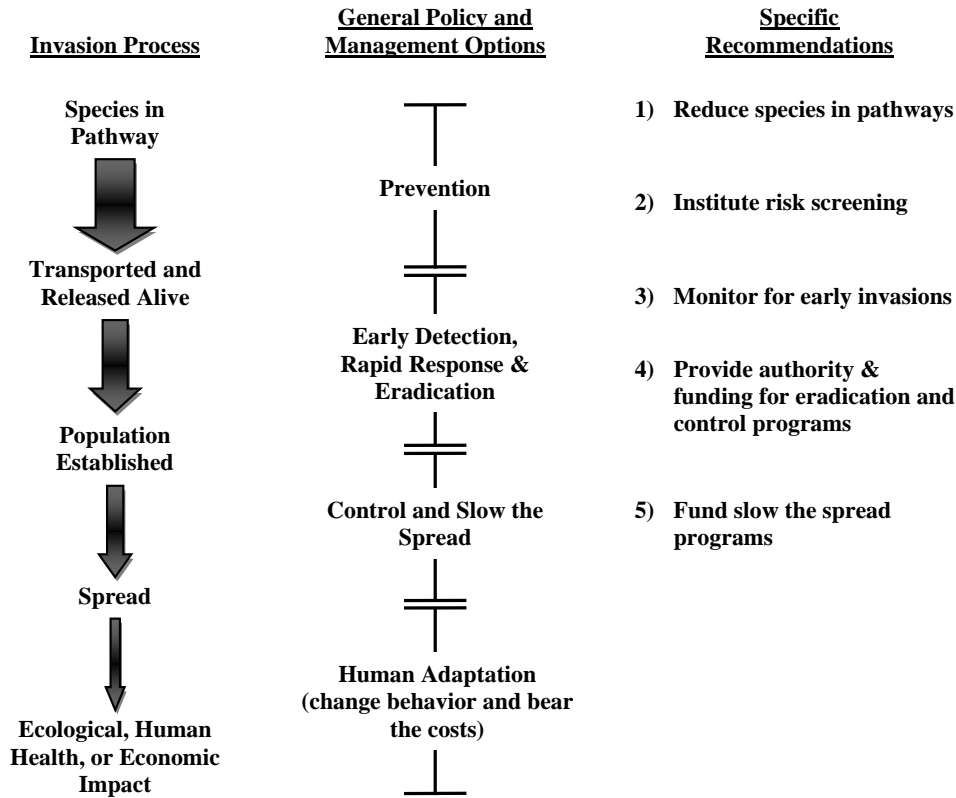 Invasion Process
Species in
Pathway
Transported and
Released Alive
Population
Established
Spread
Ecological, Human
Health, or Economic
Impact
General Policy and
Management Options
Prevention
Early Detection,
Rapid Response &
Eradication
Control and Slow the
Spread
Human Adaptation
(change behavior and bear
the costs)
Specific
Recommendations
1) Reduce species in pathways
2) Institute risk screening
3) Monitor for early invasions
4) Provide authority &
funding for eradication and
control programs
5) Fund slow the spread
programs